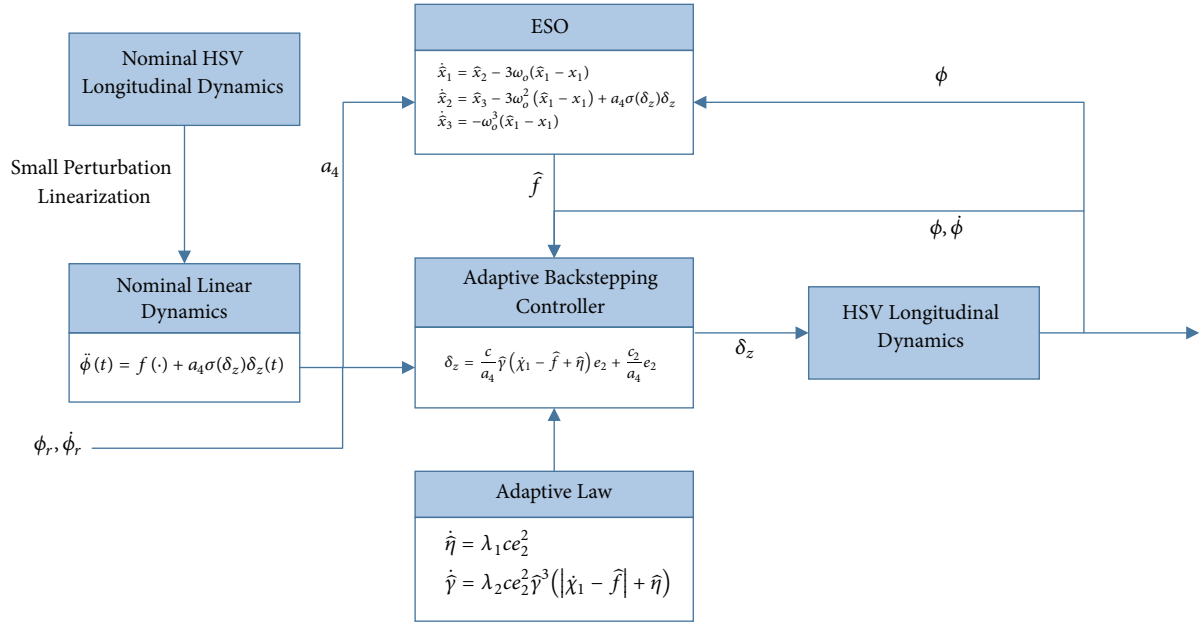 Nominal HSV
Longitudinal Dynamics
Small Perturbation
Linearization
Nominal Linear
Dynamics
ϕ̈(t) = f(·) + a₄σ(δ_z)δ_z(t)
ϕ_r, ϕ̇_r
a₄
ESO
x̂̇₁ = x̂₂ − 3ω_o(x̂₁ − x₁)
x̂̇₂ = x̂₃ − 3ω_o²(x̂₁ − x₁) + a₄σ(δ_z)δ_z
x̂̇₃ = −ω_o³(x̂₁ − x₁)
f̂
ϕ
ϕ, ϕ̇
Adaptive Backstepping
Controller
δ_z = c/a₄ γ̂(χ̇₁ − f̂ + η̂)e₂ + c₂/a₄ e₂
δ_z
HSV Longitudinal
Dynamics
Adaptive Law
η̂̇ = λ₁ce₂²
γ̂̇ = λ₂ce₂²γ̂³(|χ̇₁ − f̂| + η̂)